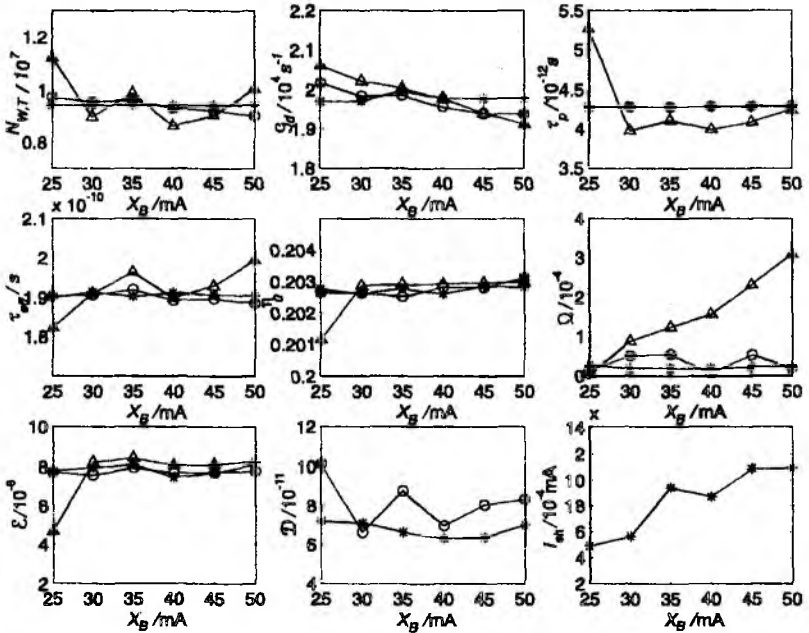 N_W,T / 10^7
1.2
1
0.8
25 30 35 40 45 50
X_B /mA
g_d /10^4 s^-1
2.2
2.1
2
1.9
1.8
25 30 35 40 45 50
X_B /mA
τ_p /10^-12 s
5.5
4.5
3.5
25 30 35 40 45 50
X_B /mA
x 10^-10
/ s
2.1
2
1.9
1.8
25 30 35 40 45 50
X_B /mA
0.204
0.203
0.202
0.201
0.2
25 30 35 40 45 50
X_B /mA
Ω/10^-4
4
3
2
1
0
25 30 35 40 45 50
X_B /mA
ε/10^-8
10
8
6
4
2
25 30 35 40 45 50
X_B /mA
D /10^-11
12
10
8
6
4
25 30 35 40 45 50
X_B /mA
x
/10^-4 mA
14
12
10
8
6
4
2
25 30 35 40 45 50
X_B /mA